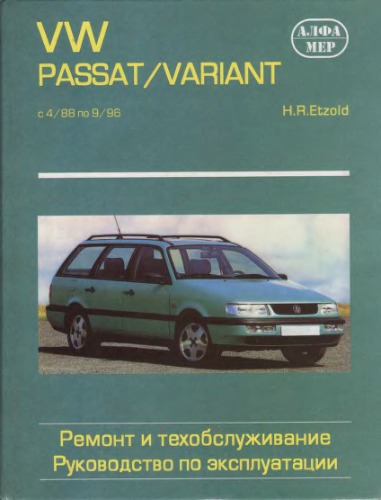 VW
PASSAT/VARIANT
АЛФА
МЕР
с 4/88 по 9/96
H.R.Etzold
Ремонт и техобслуживание
Руководство по эксплуатации